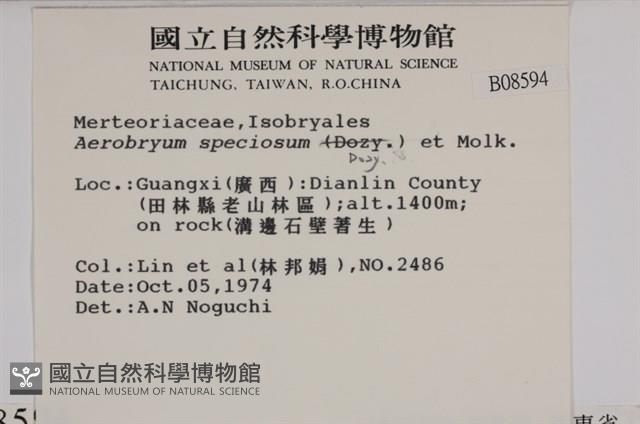 國立自然科學博物館
NATIONAL MUSEUM OF NATURAL SCIENCE
TAICHUNG, TAIWAN, R.O.CHINA
B08594
Merteoriaceae,Isobryales
Aerobryum speciosum (Dozy.) et Molk.
Dozy.
Loc.:Guangxi(廣西):Dianlin County
(田林縣老山林區);alt.1400m;
on rock(溝邊石壁著生)
Col.:Lin et al(林邦娟),NO.2486
Date:Oct.05,1974
Det.:A.N Noguchi
國立自然科學博物館
NATIONAL MUSEUM OF NATURAL SCIENCE